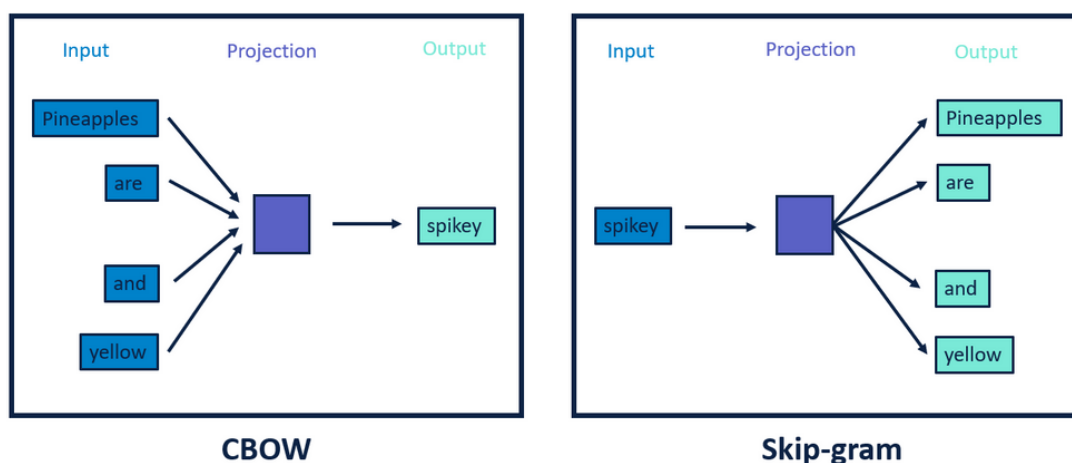 Input
Projection
Output
Pineapples
are
and
yellow
spikey
CBOW
Input
Projection
Output
spikey
Pineapples
are
and
yellow
Skip-gram